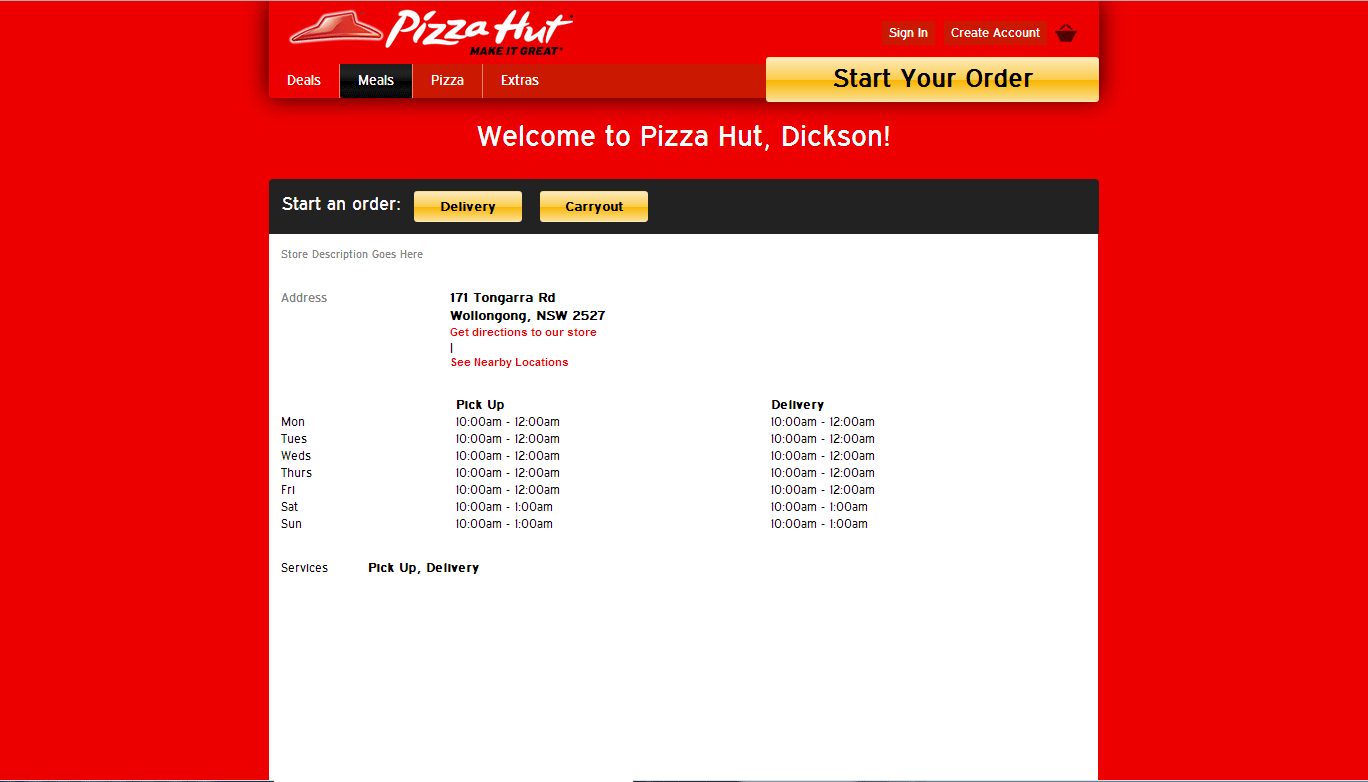 Pizza Hut
MAKE IT GREAT
Sign In Create Account
Deals Meals Pizza Extras Start Your Order
Welcome to Pizza Hut, Dickson!
Start an order: Delivery Carryout
Store Description Goes Here
Address 171 Tongarra Rd
Wollongong, NSW 2527
Get directions to our store
|
See Nearby Locations
Pick Up Delivery
Mon 10:00am - 12:00am 10:00am - 12:00am
Tues 10:00am - 12:00am 10:00am - 12:00am
Weds 10:00am - 12:00am 10:00am - 12:00am
Thurs 10:00am - 12:00am 10:00am - 12:00am
Fri 10:00am - 12:00am 10:00am - 12:00am
Sat 10:00am - 1:00am 10:00am - 1:00am
Sun 10:00am - 1:00am 10:00am - 1:00am
Services Pick Up, Delivery